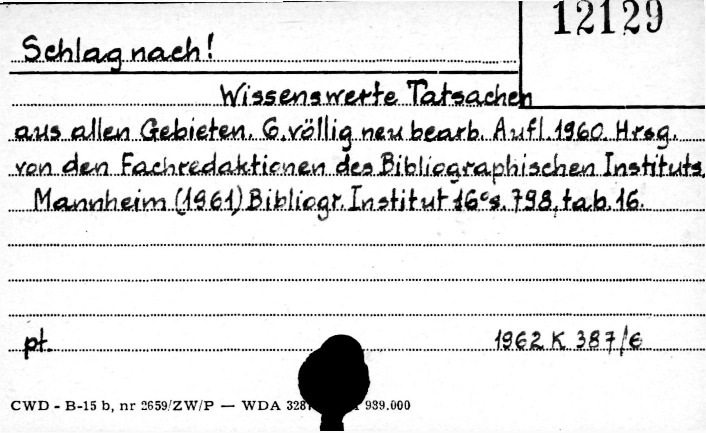 12129
Schlag nach!
Wissenswerte Tatsachen
aus allen Gebieten. 6. völlig neu bearb. Aufl. 1960. Hrsg.
von den Fachredaktionen des Bibliographischen Instituts.
Mannheim (1961) Bibliogr. Institut 16° s. 798, tab. 16.
pt. 1962 K 387/€
CWD - B-15 b, nr 2659/ZW/P — WDA 328 939.000